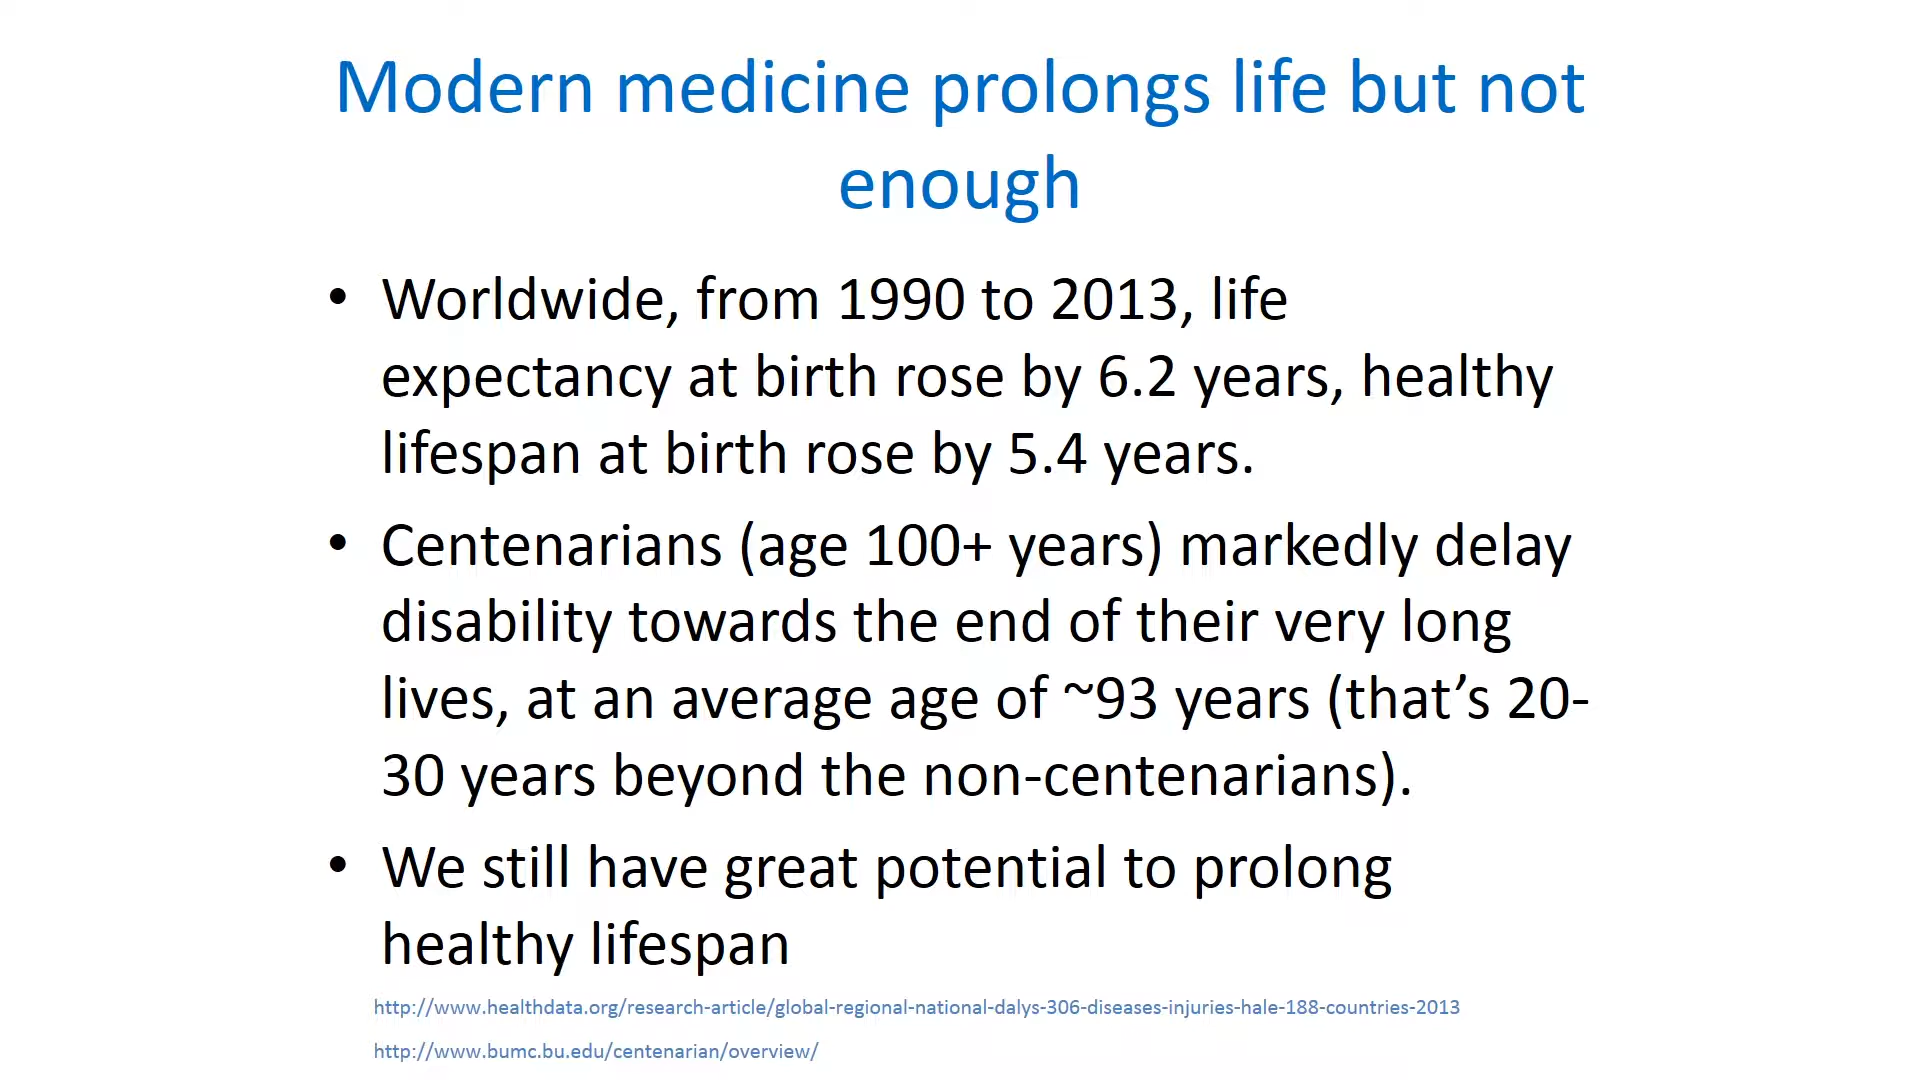 Modern medicine prolongs life but not
enough
• Worldwide, from 1990 to 2013, life
expectancy at birth rose by 6.2 years, healthy
lifespan at birth rose by 5.4 years.
• Centenarians (age 100+ years) markedly delay
disability towards the end of their very long
lives, at an average age of ~93 years (that’s 20-
30 years beyond the non-centenarians).
• We still have great potential to prolong
healthy lifespan
http://www.healthdata.org/research-article/global-regional-national-dalys-306-diseases-injuries-hale-188-countries-2013
http://www.bumc.bu.edu/centenarian/overview/